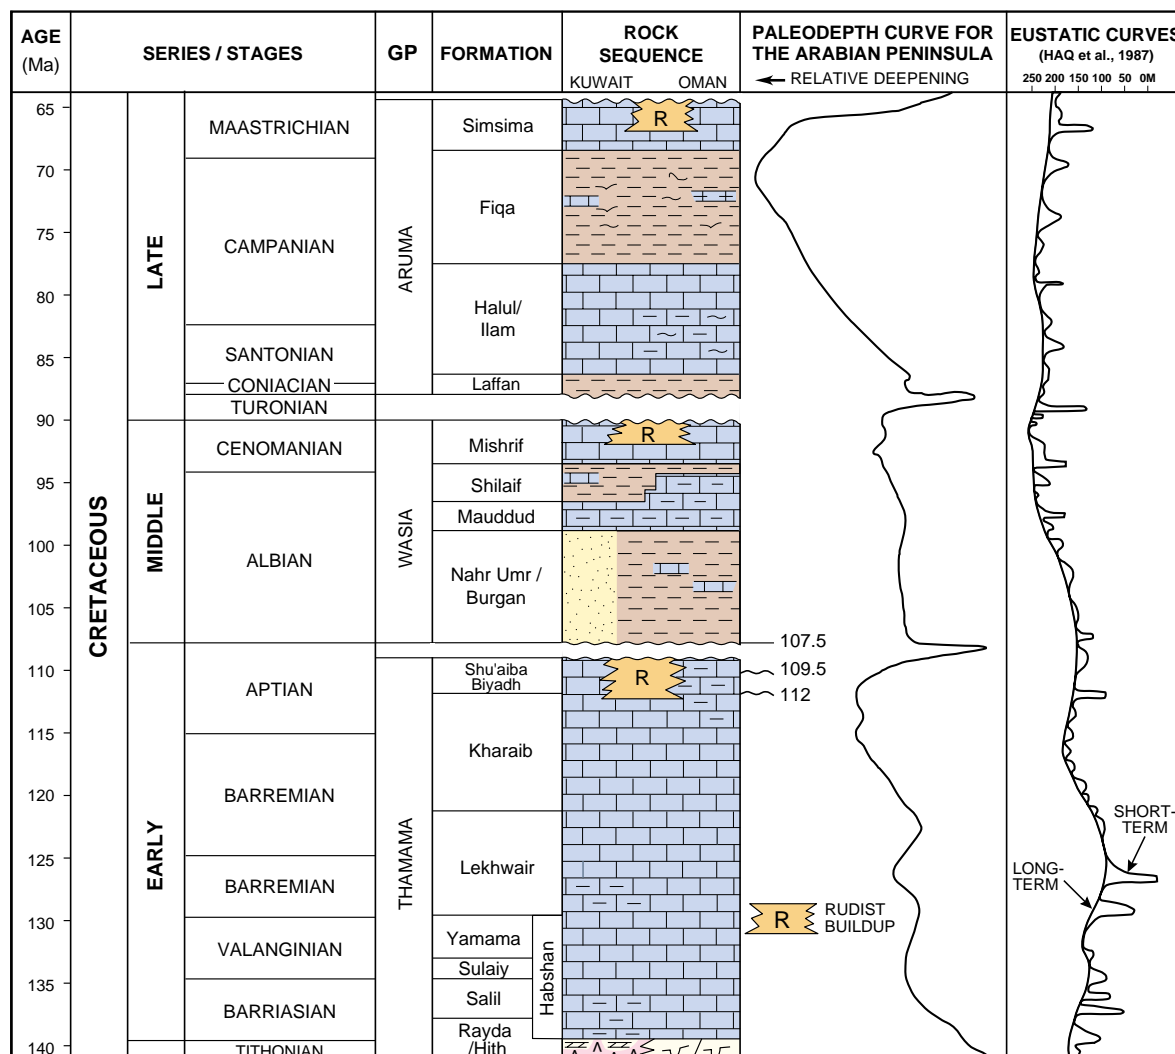 AGE
(Ma)
SERIES / STAGES
GP
FORMATION
ROCK
SEQUENCE
KUWAIT OMAN
PALEODEPTH CURVE FOR
THE ARABIAN PENINSULA
RELATIVE DEEPENING
EUSTATIC CURVES
(HAQ et al., 1987)
250 200 150 100 50 0M
65
70
75
80
85
90
95
100
105
110
115
120
125
130
135
140
CRETACEOUS
LATE
MIDDLE
EARLY
MAASTRICHIAN
CAMPANIAN
SANTONIAN
CONIACIAN
TURONIAN
CENOMANIAN
ALBIAN
APTIAN
BARREMIAN
BARREMIAN
VALANGINIAN
BARRIASIAN
TITHONIAN
ARUMA
WASIA
THAMAMA
Simsima
Fiqa
Halul/
Ilam
Laffan
Mishrif
Shilaif
Mauddud
Nahr Umr /
Burgan
Shu'aiba
Biyadh
Kharaib
Lekhwair
Yamama
Sulaiy
Salil
Rayda
/Hith
Habshan
R
R
R
107.5
109.5
112
R
RUDIST
BUILDUP
SHORT-
TERM
LONG-
TERM